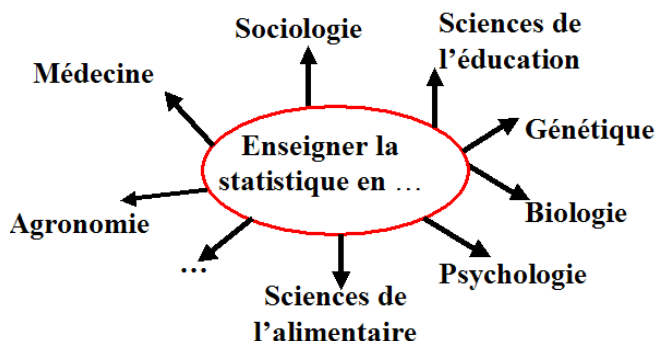 Sociologie
Sciences de
l’éducation
Médecine
Génétique
Enseigner la
statistique en …
Agronomie
Biologie
…
Psychologie
Sciences de
l’alimentaire